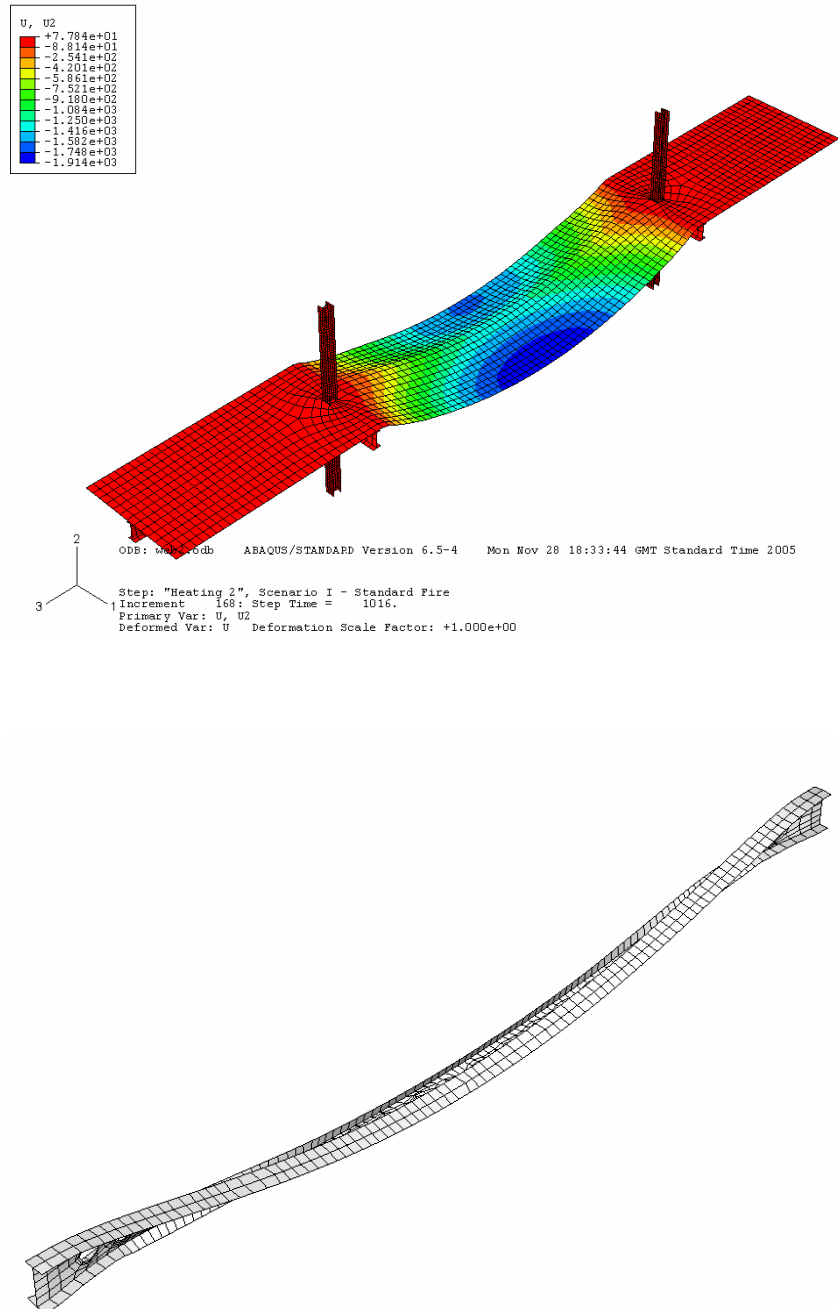 U, U2
+7.784e+01
-8.814e+01
-2.541e+02
-4.201e+02
-5.861e+02
-7.521e+02
-9.180e+02
-1.084e+03
-1.250e+03
-1.416e+03
-1.582e+03
-1.748e+03
-1.914e+03
2
3
1
ODB: web2.odb ABAQUS/STANDARD Version 6.5-4 Mon Nov 28 18:33:44 GMT Standard Time 2005
Step: "Heating 2", Scenario I - Standard Fire
Increment 168: Step Time = 1016.
Primary Var: U, U2
Deformed Var: U Deformation Scale Factor: +1.000e+00